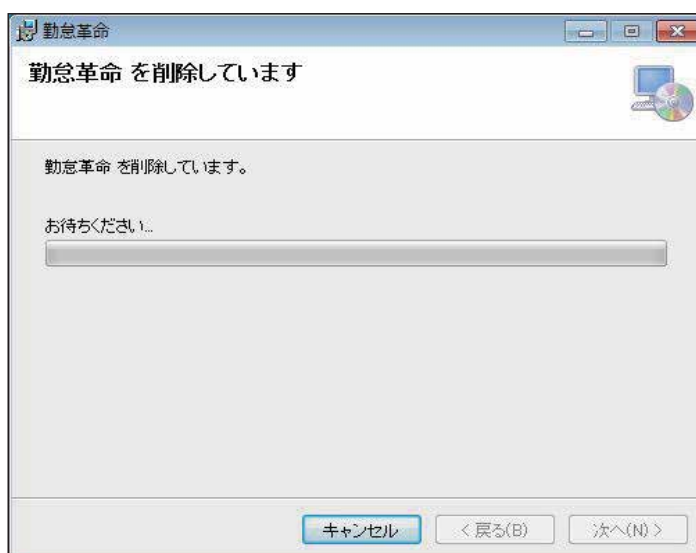 勤怠革命
勤怠革命 を削除しています
勤怠革命 を削除しています。
お待ちください...
キャンセル
< 戻る(B)
次へ(N) >